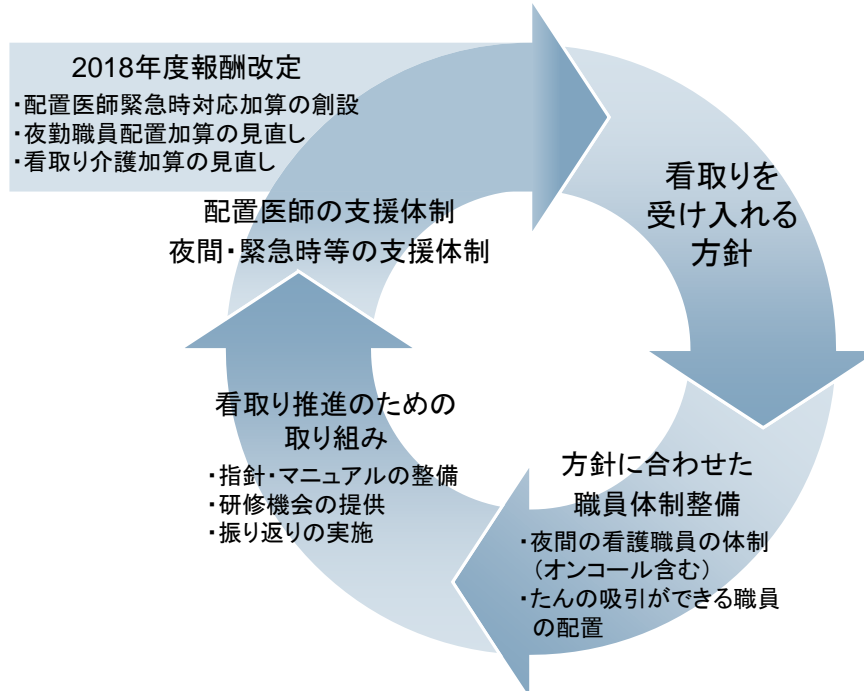 2018年度報酬改定
・配置医師緊急時対応加算の創設
・夜勤職員配置加算の見直し
・看取り介護加算の見直し
配置医師の支援体制
夜間・緊急時等の支援体制
看取りを
受け入れる
方針
方針に合わせた
職員体制整備
・夜間の看護職員の体制
（オンコール含む）
・たんの吸引ができる職員
の配置
看取り推進のための
取り組み
・指針・マニュアルの整備
・研修機会の提供
・振り返りの実施